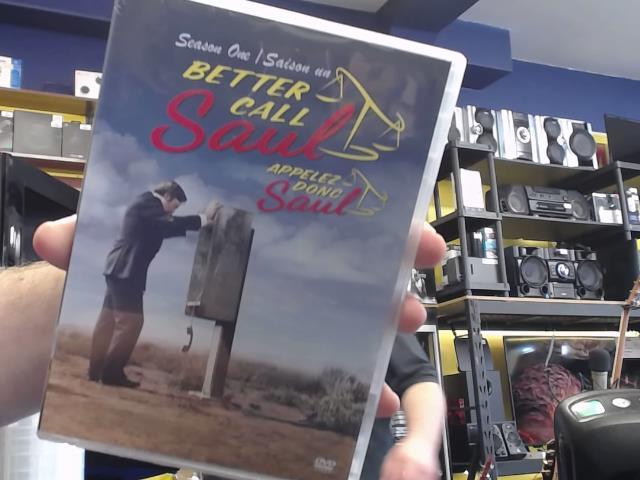 Season One / Saison un
BETTER
CALL
Saul
APPELEZ
DONC
Saul
DVD